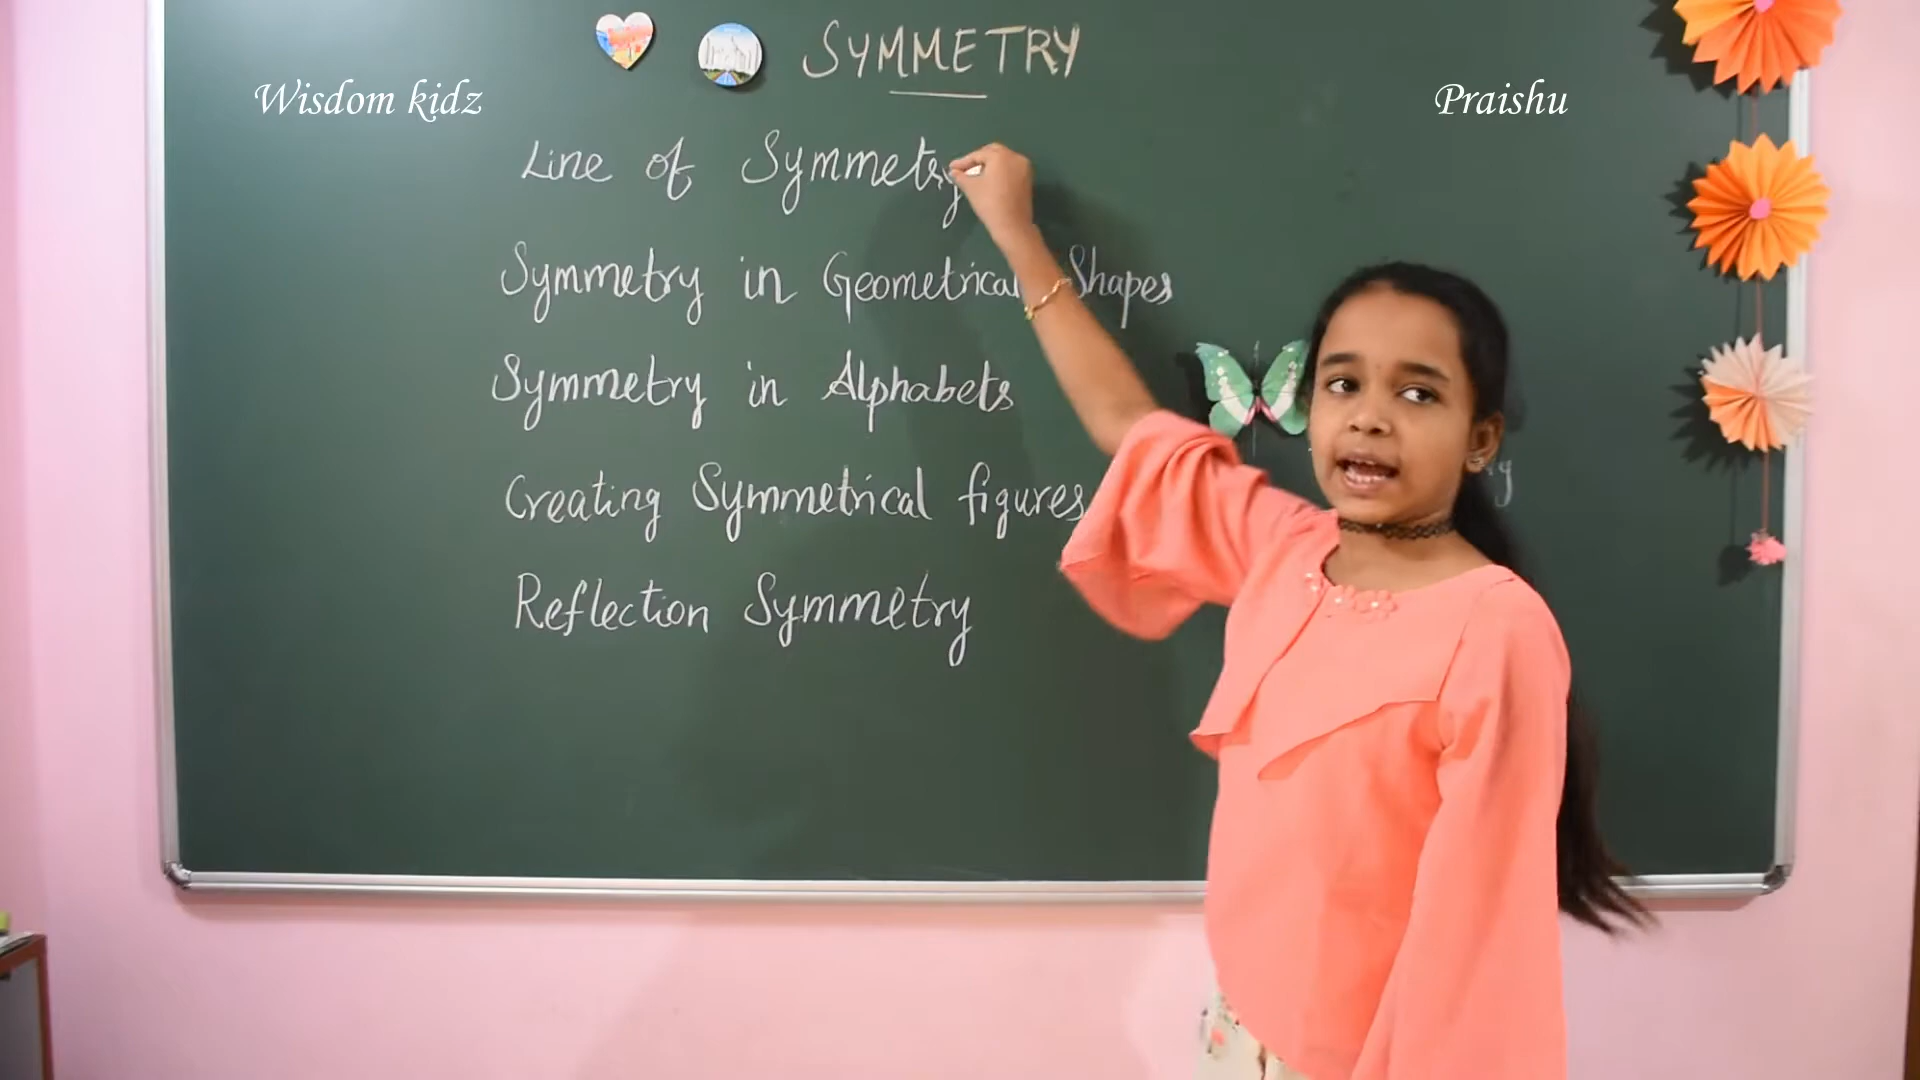 SYMMETRY
Wisdom kidz
Praishu
Line of Symmetry
Symmetry in Geometrical Shapes
Symmetry in Alphabets
Creating Symmetrical figures
Reflection Symmetry